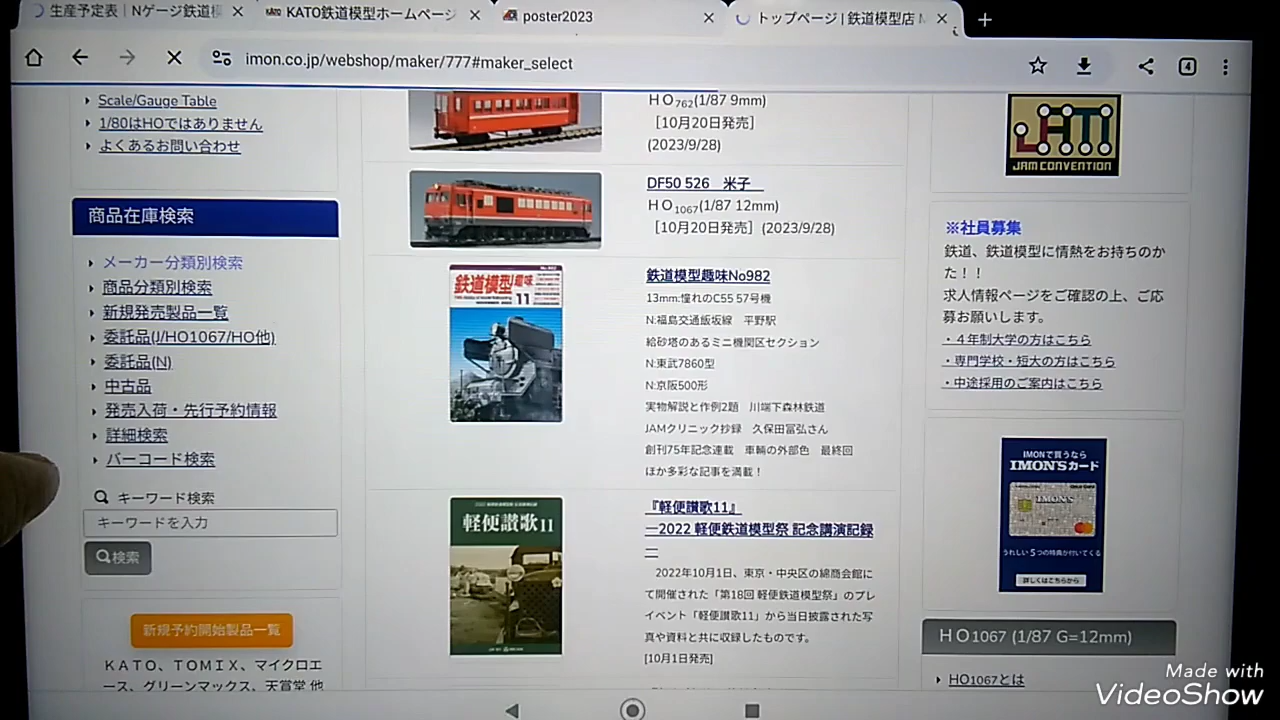 生産予定表 | Nゲージ鉄道模
KATO鉄道模型ホームページ
poster2023
トップページ | 鉄道模型店 M
imon.co.jp/webshop/maker/777#maker_select
4
Scale/Gauge Table
1/80はHOではありません
よくあるお問い合わせ
商品在庫検索
メーカー分類別検索
商品分類別検索
新規発売製品一覧
委託品(J/HO1067/HO他)
委託品(N)
中古品
発売入荷・先行予約情報
詳細検索
バーコード検索
キーワード検索
キーワードを入力
検索
新規予約開始製品一覧
KATO、TOMIX、マイクロエ
ース、グリーンマックス、天賞堂 他
HO762(1/87 9mm)
[10月20日発売]
(2023/9/28)
DF50 526 米子
HO1067(1/87 12mm)
[10月20日発売] (2023/9/28)
鉄道模型趣味
11
鉄道模型趣味No982
13mm:憧れのC55 57号機
N:福島交通飯坂線 平野駅
給砂塔のあるミニ機関区セクション
N:東武7860型
N:京阪500形
実物解説と作例2題 川端下森林鉄道
JAMクリニック抄録 久保田冨弘さん
創刊75年記念連載 車輛の外部色 最終回
ほか多彩な記事を満載！
軽便讃歌11
『軽便讃歌11』
―2022 軽便鉄道模型祭 記念講演記録
―
2022年10月1日、東京・中央区の綿商会館に
て開催された「第18回 軽便鉄道模型祭」のプレ
イベント「軽便讃歌11」から当日披露された写
真や資料と共に収録したものです。
[10月1日発売]
JAM CONVENTION
※社員募集
鉄道、鉄道模型に情熱をお持ちのか
た！！
求人情報ページをご確認の上、ご応
募お願いします。
・４年制大学の方はこちら
・専門学校・短大の方はこちら
・中途採用のご案内はこちら
IMONで買うなら
IMON'Sカード
IMON'S
うれしい5つの特典が付いてくる
詳しくはこちらから
HO1067 (1/87 G=12mm)
HO1067とは
Made with
VideoShow